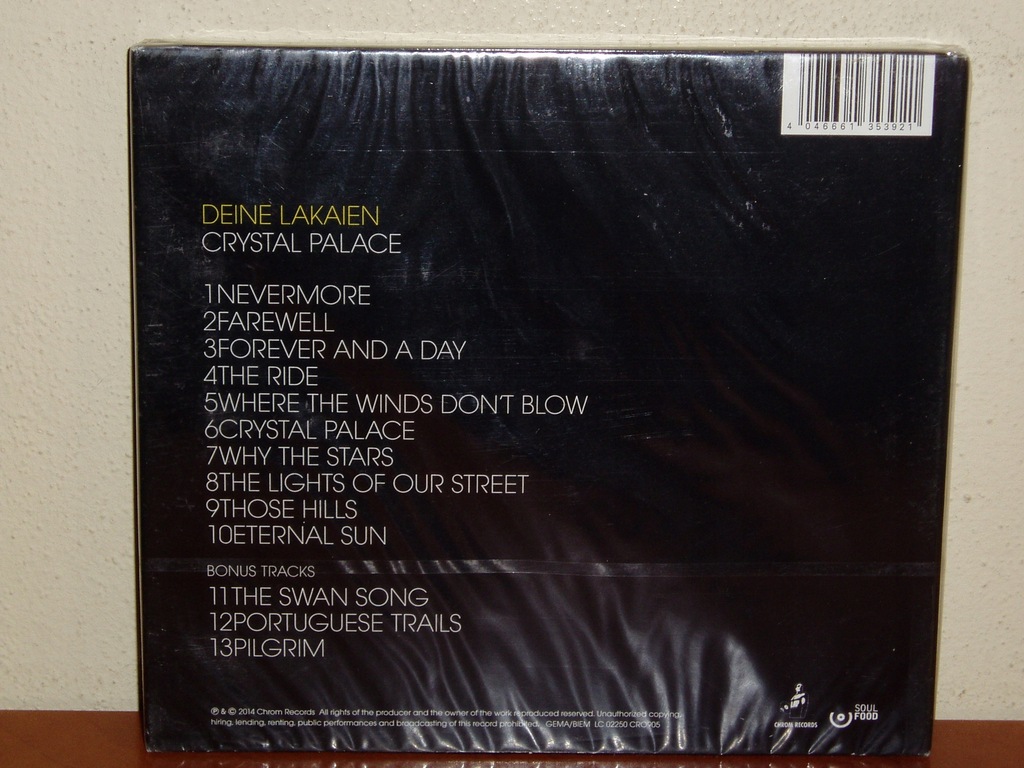 4 046661 353921
DEINE LAKAIEN
CRYSTAL PALACE
1NEVERMORE
2FAREWELL
3FOREVER AND A DAY
4THE RIDE
5WHERE THE WINDS DON'T BLOW
6CRYSTAL PALACE
7WHY THE STARS
8THE LIGHTS OF OUR STREET
9THOSE HILLS
10ETERNAL SUN
BONUS TRACKS
11THE SWAN SONG
12PORTUGUESE TRAILS
13PILGRIM
℗ & © 2014 Chrom Records All rights of the producer and the owner of the work reproduced reserved. Unauthorized copying,
hiring, lending, renting, public performances and broadcasting of this record prohibited. GEMA/BIEM LC 02250 CRO905
CHROM RECORDS
SOUL
FOOD